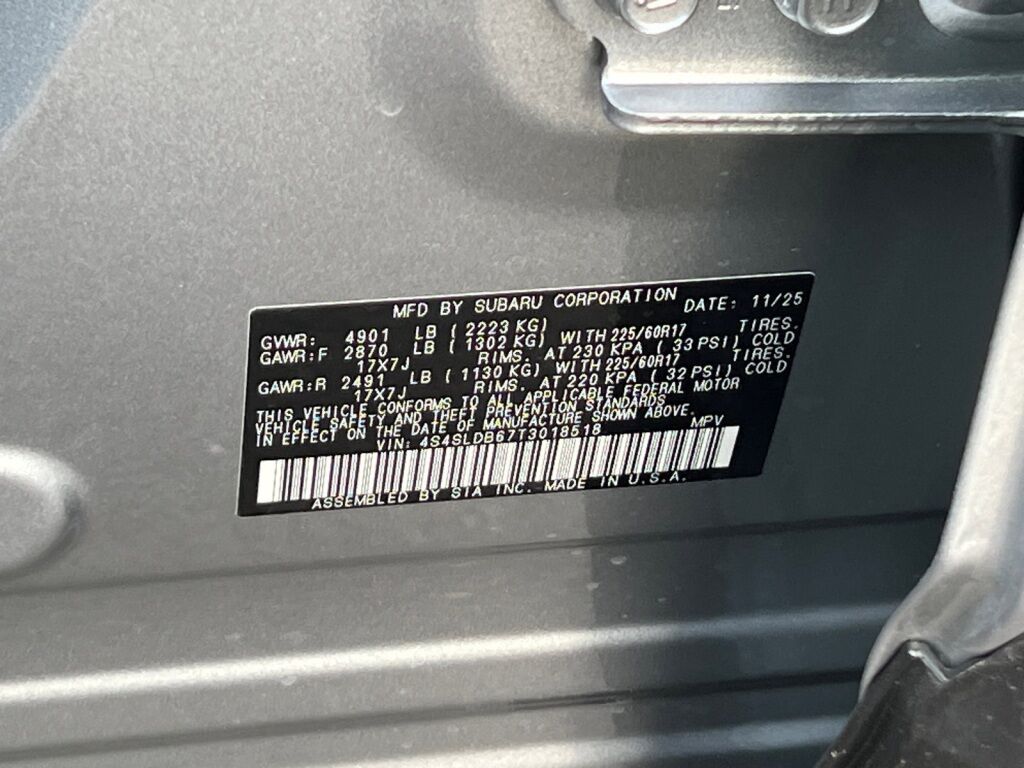 MFD BY SUBARU CORPORATION DATE: 11/25
GVWR: 4901 LB ( 2223 KG)
GAWR:F 2870 LB ( 1302 KG) WITH 225/60R17 TIRES.
17X7J RIMS. AT 230 KPA ( 33 PSI) COLD
GAWR:R 2491 LB ( 1130 KG) WITH 225/60R17 TIRES.
17X7J RIMS. AT 220 KPA ( 32 PSI) COLD
THIS VEHICLE CONFORMS TO ALL APPLICABLE FEDERAL MOTOR
VEHICLE SAFETY AND THEFT PREVENTION STANDARDS
IN EFFECT ON THE DATE OF MANUFACTURE SHOWN ABOVE.
VIN: 4S4SLDB67T3018518 MPV
ASSEMBLED BY SIA INC. MADE IN U.S.A.